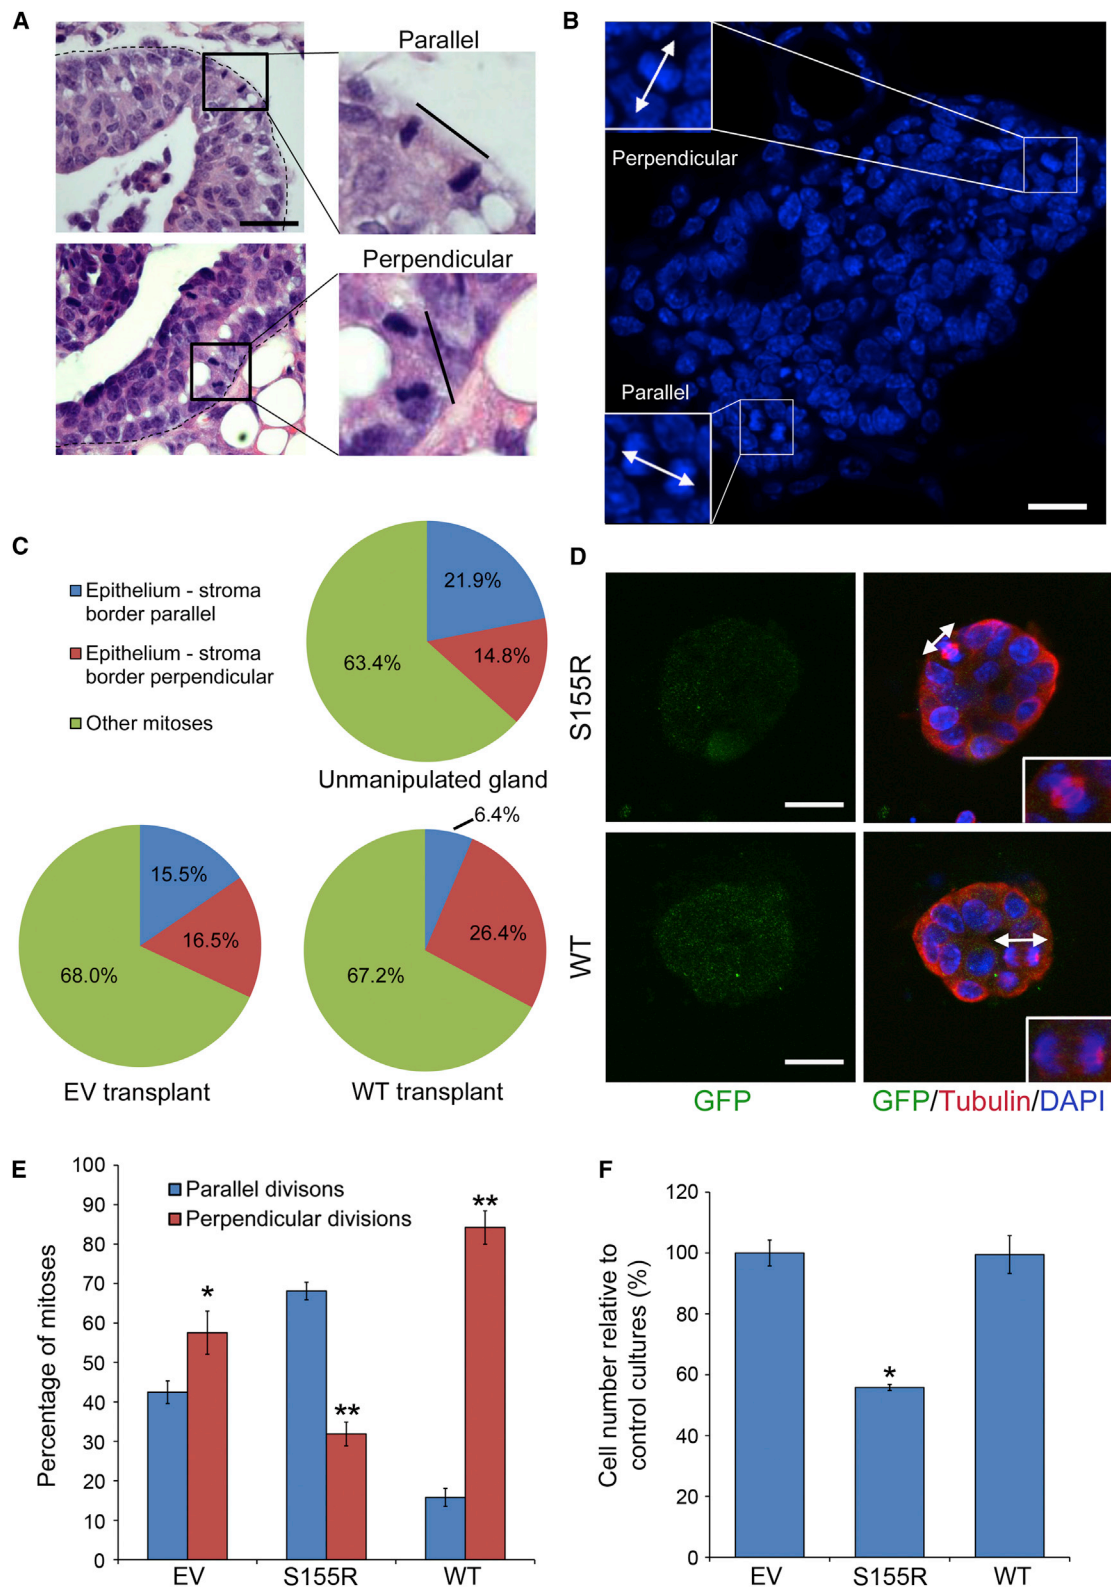 A
Parallel
Perpendicular
B
Perpendicular
Parallel
C
Epithelium - stroma
border parallel
Epithelium - stroma
border perpendicular
Other mitoses
21.9%
14.8%
63.4%
Unmanipulated gland
15.5%
16.5%
68.0%
EV transplant
6.4%
26.4%
67.2%
WT transplant
D
S155R
WT
GFP
GFP/Tubulin/DAPI
E
Percentage of mitoses
100
90
80
70
60
50
40
30
20
10
0
Parallel divisons
Perpendicular divisions
*
**
**
EV
S155R
WT
F
Cell number relative to
control cultures (%)
120
100
80
60
40
20
0
*
EV
S155R
WT